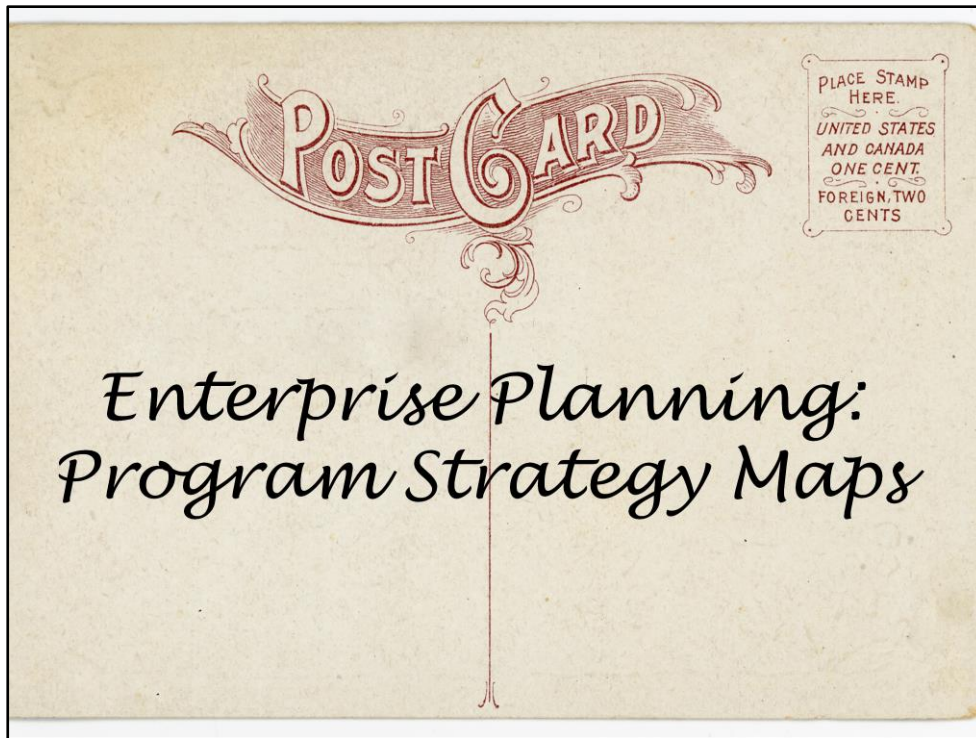 POST CARD
PLACE STAMP
HERE.
UNITED STATES
AND CANADA
ONE CENT.
FOREIGN, TWO
CENTS
Enterprise Planning:
Program Strategy Maps